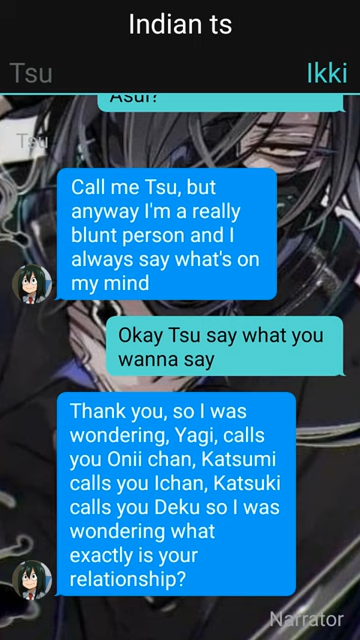 Indian ts
Tsu
Ikki
Asui?
Tsu
Call me Tsu, but
anyway I'm a really
blunt person and I
always say what's on
my mind
Okay Tsu say what you
wanna say
Thank you, so I was
wondering, Yagi, calls
you Onii chan, Katsumi
calls you Ichan, Katsuki
calls you Deku so I was
wondering what
exactly is your
relationship?
Narrator